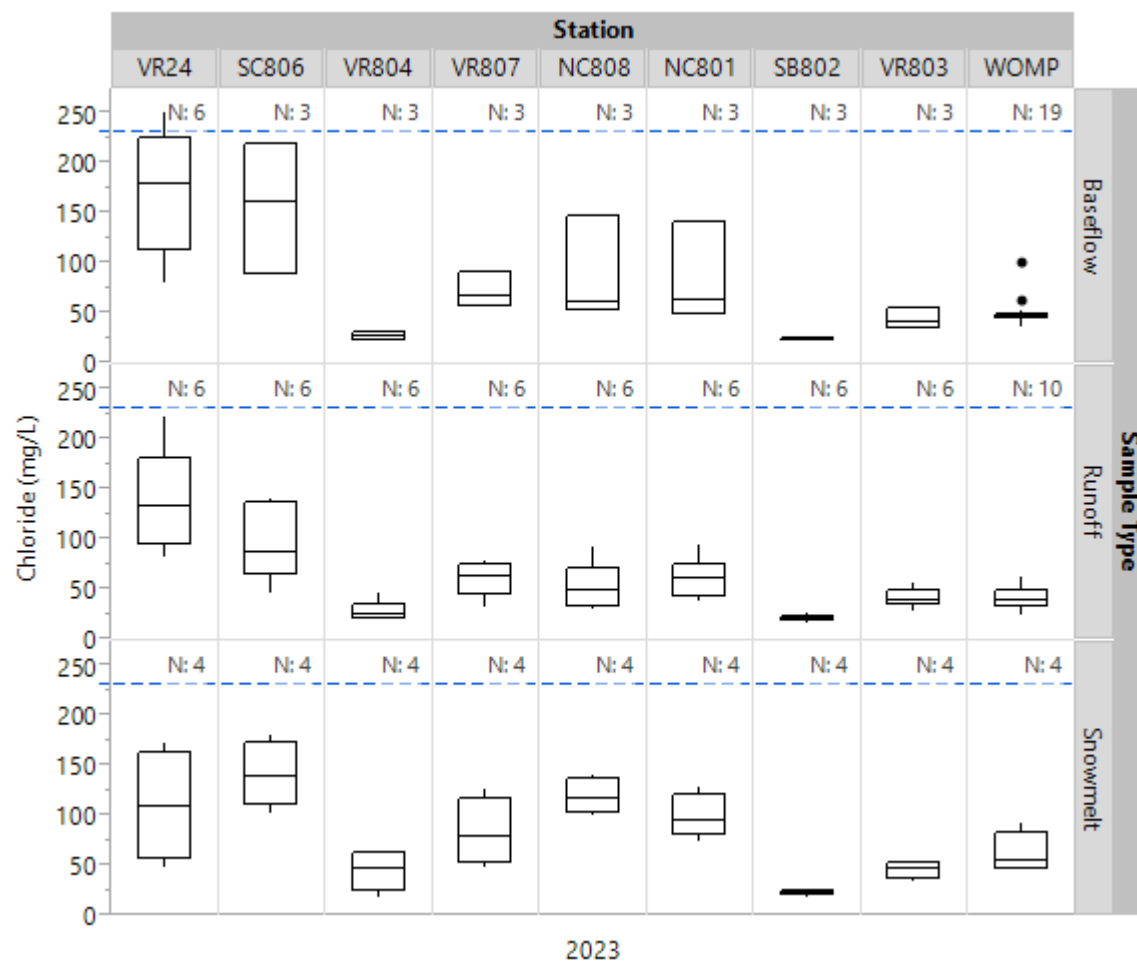 Station
VR24 SC806 VR804 VR807 NC808 NC801 SB802 VR803 WOMP
N: 6 N: 3 N: 3 N: 3 N: 3 N: 3 N: 3 N: 3 N: 19
250
200
150
100
50
0
Baseflow
N: 6 N: 6 N: 6 N: 6 N: 6 N: 6 N: 6 N: 6 N: 10
250
200
150
100
50
0
Runoff
N: 4 N: 4 N: 4 N: 4 N: 4 N: 4 N: 4 N: 4 N: 4
250
200
150
100
50
0
Snowmelt
Chloride (mg/L)
Sample Type
2023